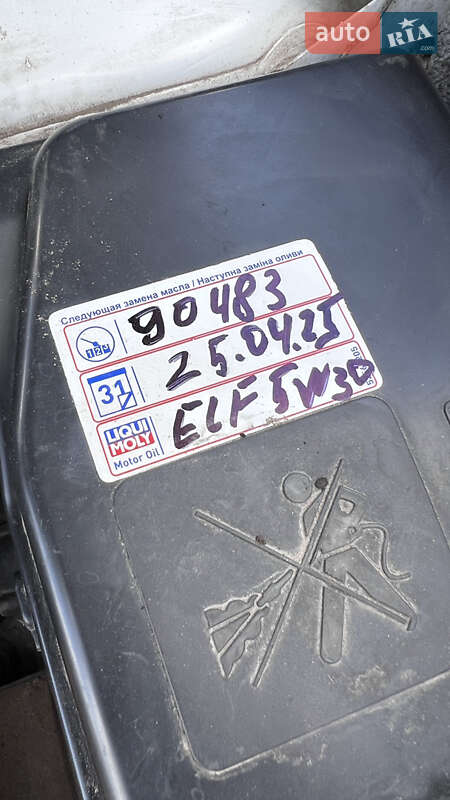 auto RIA.com
Следующая замена масла / Наступна заміна оливи
90483
31
25.04.25
LIQUI MOLY
Motor Oil
ELF 5W30